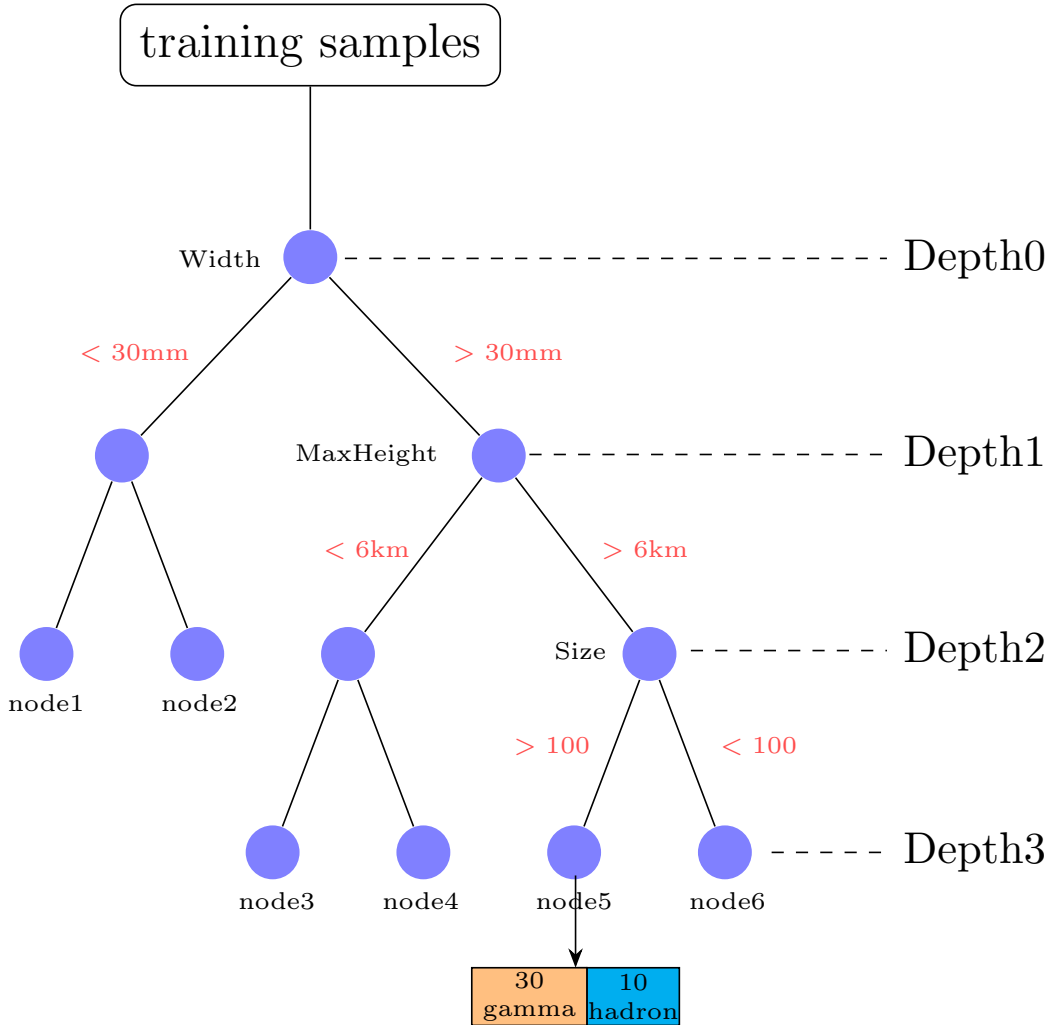 training samples
Width
Depth0
< 30mm
> 30mm
MaxHeight
Depth1
< 6km
> 6km
Size
Depth2
node1
node2
> 100
< 100
Depth3
node3
node4
node5
node6
30
gamma
10
hadron